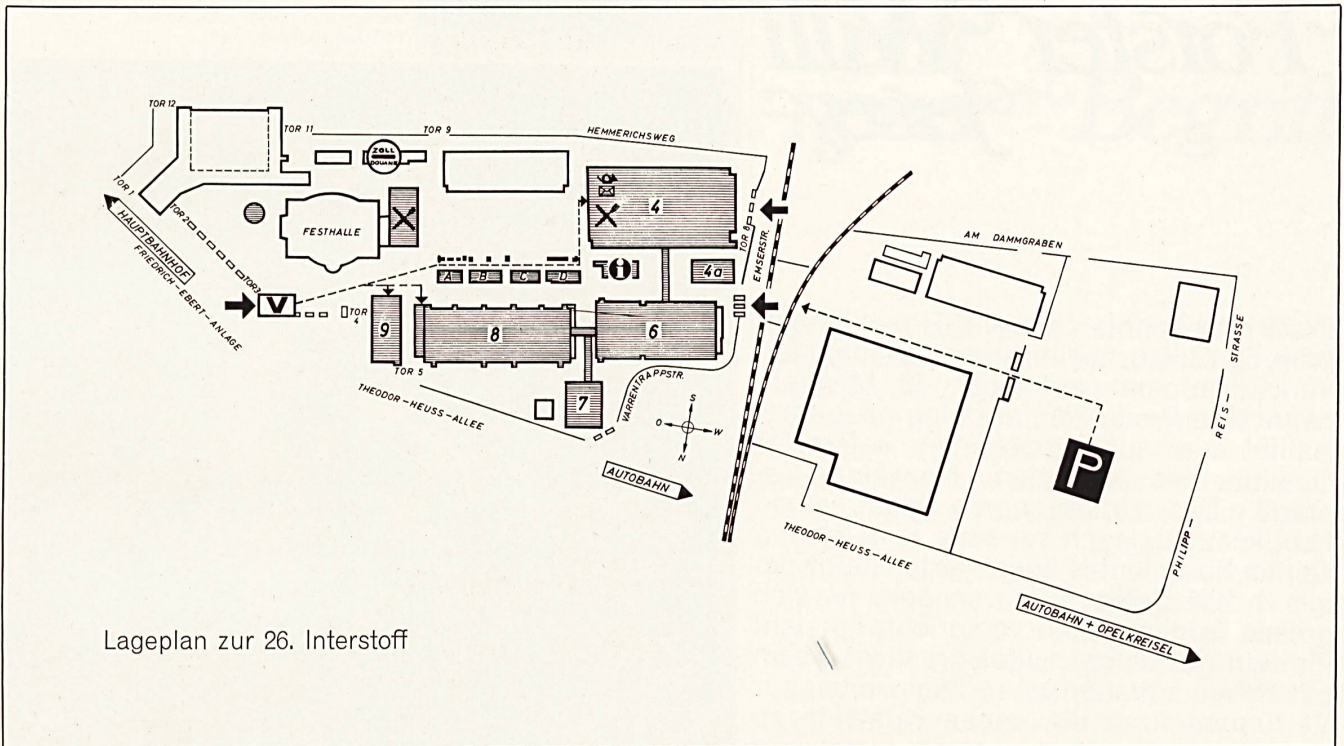 TOR 12
TOR 11
TOR 9
HEMMERICHSWEG
ZOLL
DOUANE
TOR 1
HAUPTBAHNHOF
FRIEDRICH-EBERT-ANLAGE
TOR 2
TOR 3
V
FESTHALLE
4
TOR 8
EMSERSTR.
A
B
C
D
i
4a
TOR 4
9
8
6
TOR 5
7
VARRENTRAPPSTR.
THEODOR-HEUSS-ALLEE
S
O
W
N
AUTOBAHN
AM DAMMGRABEN
PHILIPP-REIS-STRASSE
P
THEODOR-HEUSS-ALLEE
AUTOBAHN + OPELKREISEL
Lageplan zur 26. Interstoff